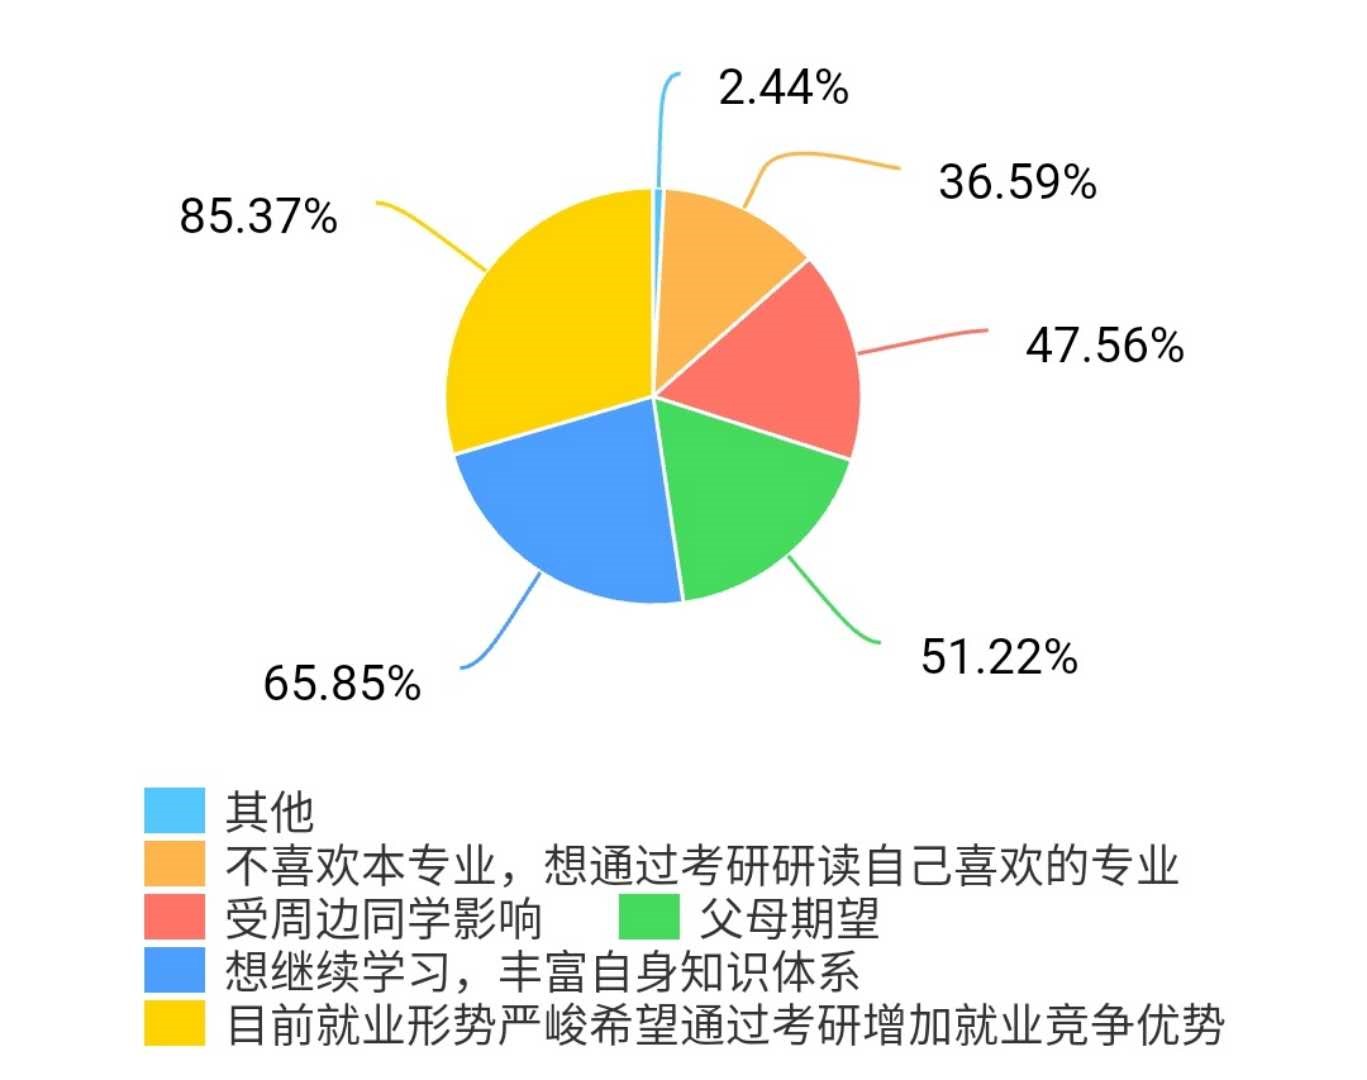 2.44%
36.59%
85.37%
47.56%
51.22%
65.85%
其他
不喜欢本专业，想通过考研研读自己喜欢的专业
受周边同学影响 父母期望
想继续学习，丰富自身知识体系
目前就业形势严峻希望通过考研增加就业竞争优势